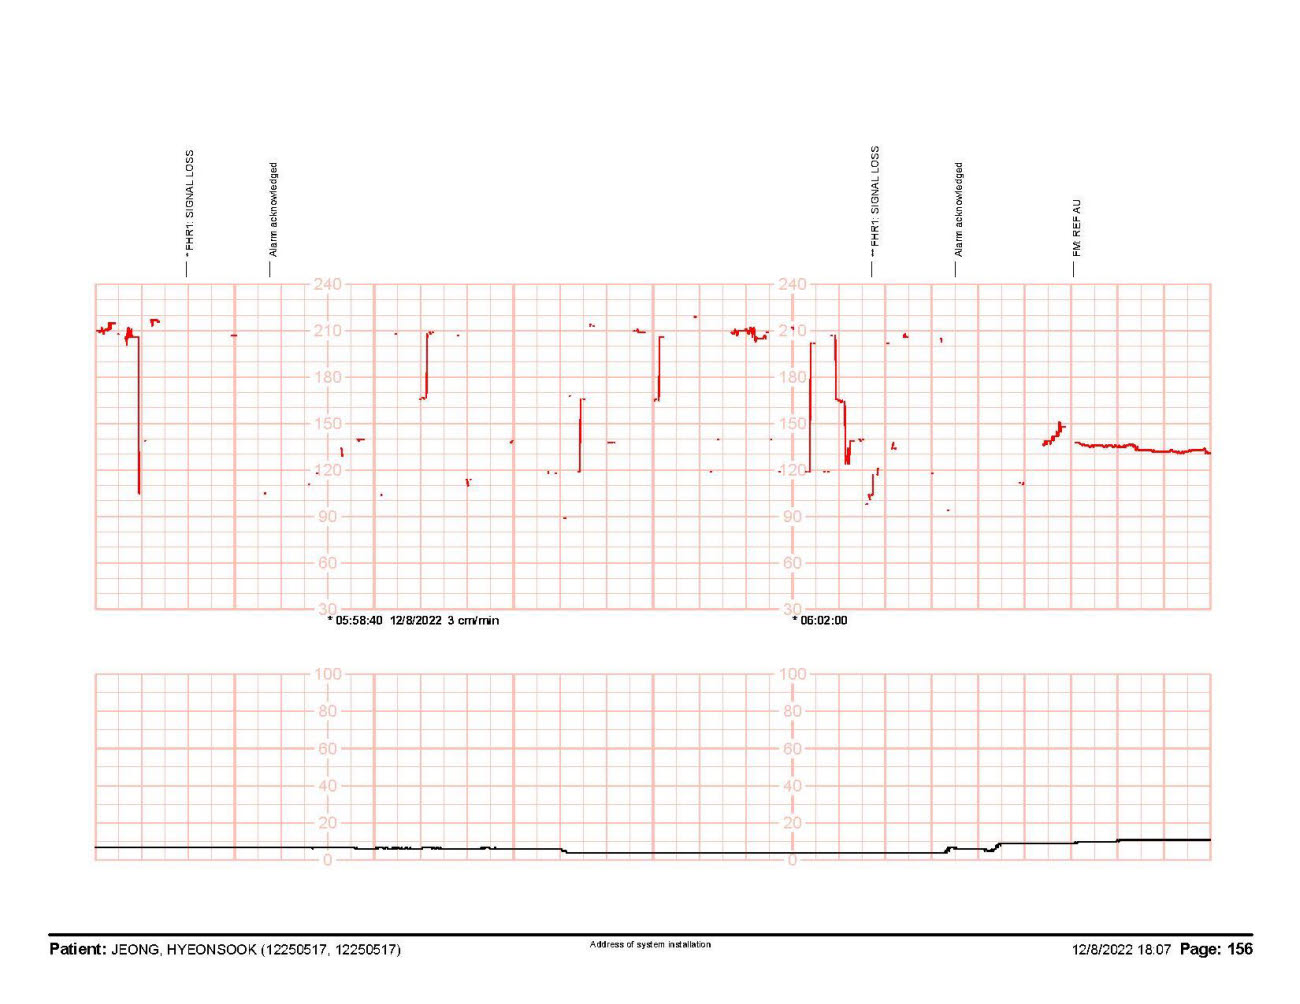 * FHR1: SIGNAL LOSS
Alarm acknowledged
** FHR1: SIGNAL LOSS
Alarm acknowledged
FM: REF AU
240 240
210 210
180 180
150 150
120 120
90 90
60 60
30 30
* 05:58:40 12/8/2022 3 cm/min * 06:02:00
100 100
80 80
60 60
40 40
20 20
0 0
Patient: JEONG, HYEONSOOK (12250517, 12250517) Address of system installation 12/8/2022 18:07 Page: 156